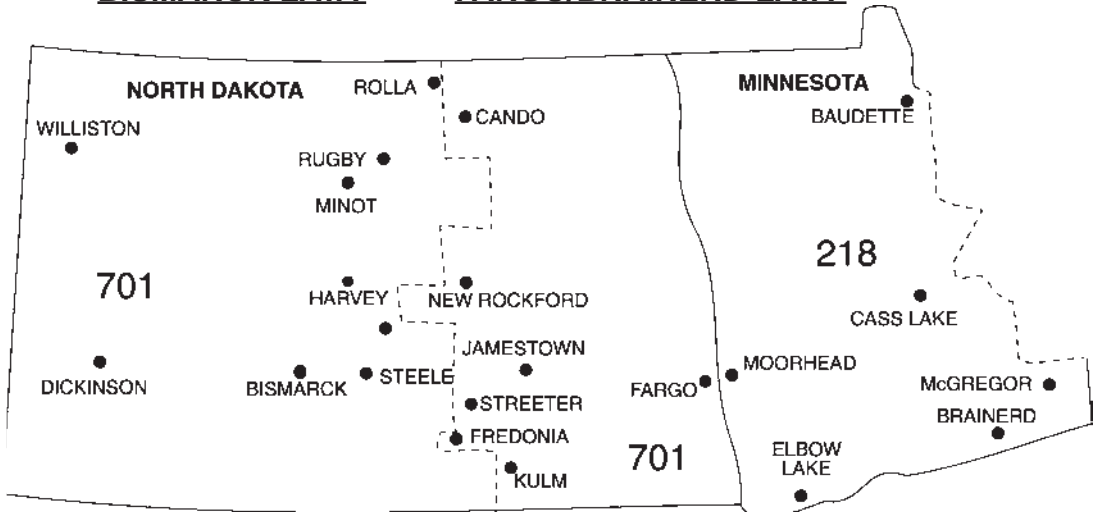 NORTH DAKOTA
MINNESOTA
ROLLA
CANDO
BAUDETTE
WILLISTON
RUGBY
MINOT
701
218
HARVEY
NEW ROCKFORD
CASS LAKE
JAMESTOWN
MOORHEAD
DICKINSON
BISMARCK
STEELE
FARGO
McGREGOR
STREETER
BRAINERD
FREDONIA
701
ELBOW
LAKE
KULM